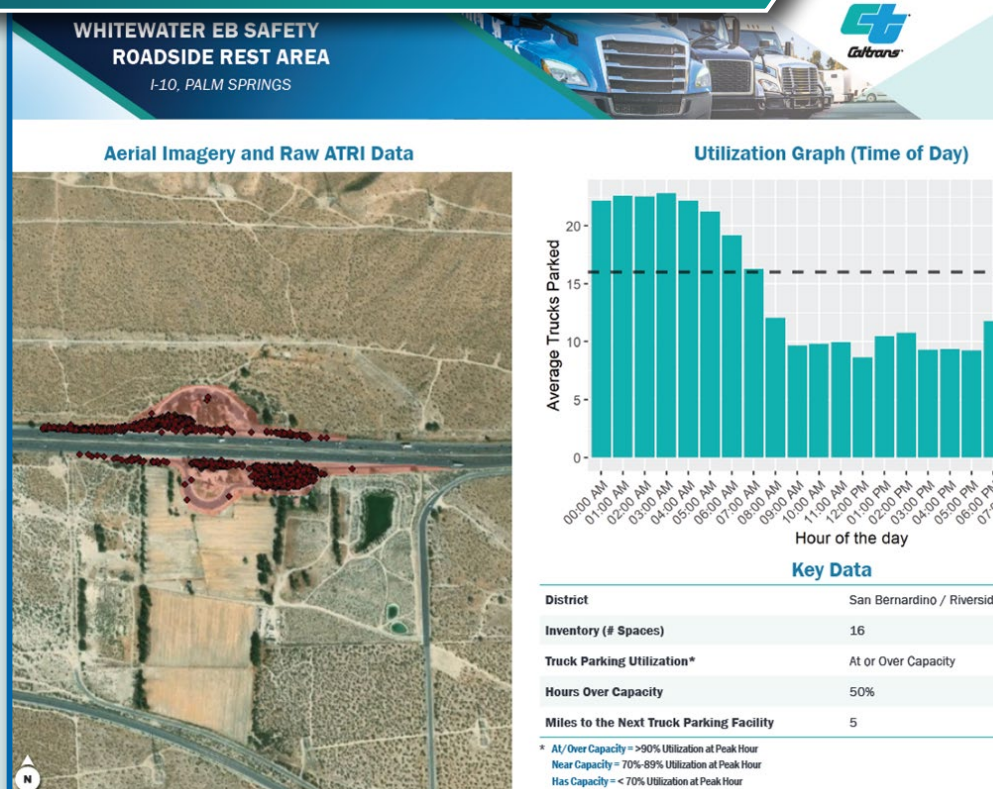 WHITEWATER EB SAFETY
ROADSIDE REST AREA
I-10, PALM SPRINGS
Caltrans
Aerial Imagery and Raw ATRI Data
N
Utilization Graph (Time of Day)
Average Trucks Parked
20
15
10
5
0
00:00 AM
01:00 AM
02:00 AM
03:00 AM
04:00 AM
05:00 AM
06:00 AM
07:00 AM
08:00 AM
09:00 AM
10:00 AM
11:00 AM
12:00 PM
01:00 PM
02:00 PM
03:00 PM
04:00 PM
05:00 PM
06:00 PM
Hour of the day
Key Data
District San Bernardino / Riversid
Inventory (# Spaces) 16
Truck Parking Utilization* At or Over Capacity
Hours Over Capacity 50%
Miles to the Next Truck Parking Facility 5
* At/Over Capacity = >90% Utilization at Peak Hour
Near Capacity = 70%-89% Utilization at Peak Hour
Has Capacity = < 70% Utilization at Peak Hour